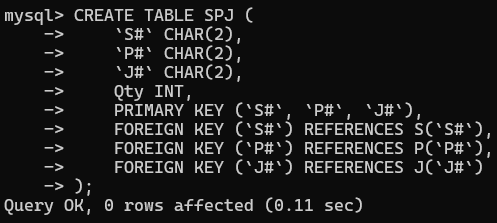 mysql> CREATE TABLE SPJ (
    ->     `S#` CHAR(2),
    ->     `P#` CHAR(2),
    ->     `J#` CHAR(2),
    ->     Qty INT,
    ->     PRIMARY KEY (`S#`, `P#`, `J#`),
    ->     FOREIGN KEY (`S#`) REFERENCES S(`S#`),
    ->     FOREIGN KEY (`P#`) REFERENCES P(`P#`),
    ->     FOREIGN KEY (`J#`) REFERENCES J(`J#`)
    -> );
Query OK, 0 rows affected (0.11 sec)